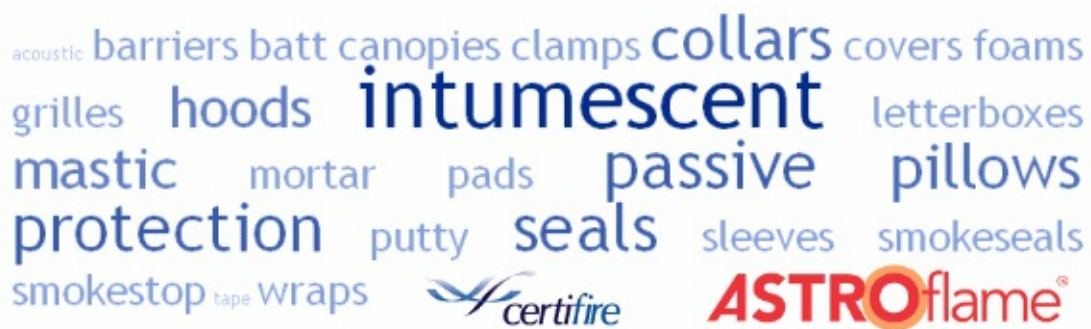 acoustic barriers batt canopies clamps collars covers foams
grilles hoods intumescent letterboxes
mastic mortar pads passive pillows
protection putty seals sleeves smokeseals
smokestop tape wraps certifire ASTROflame®